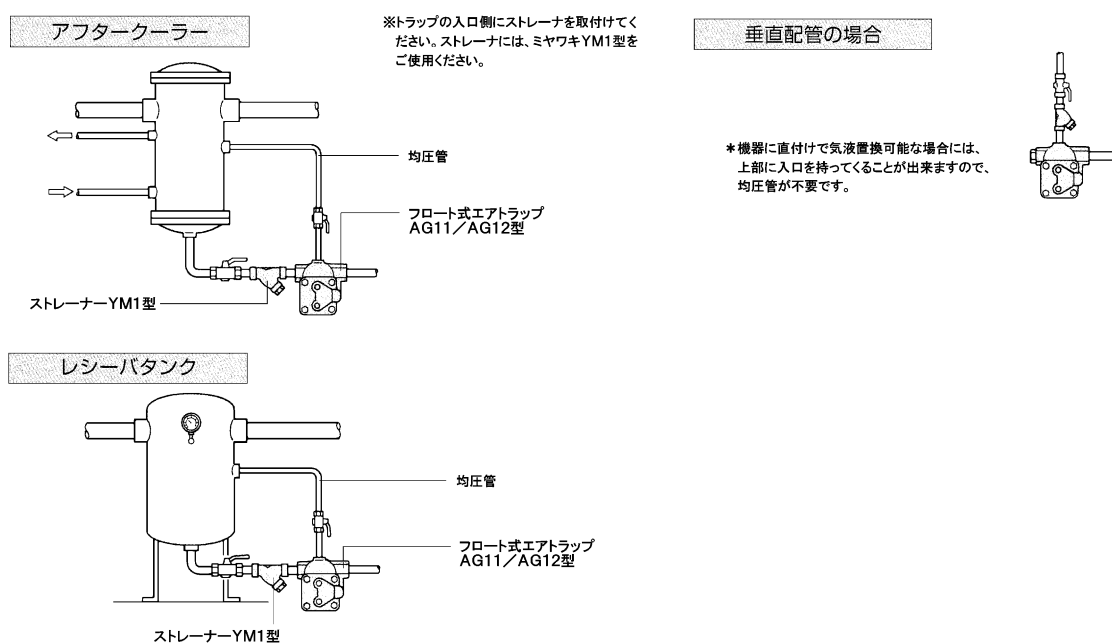 アフタークーラー
※トラップの入口側にストレーナを取付けてく
ださい。ストレーナには、ミヤワキYM1型を
ご使用ください。
均圧管
フロート式エアトラップ
AG11／AG12型
ストレーナーYM1型
垂直配管の場合
＊機器に直付けで気液置換可能な場合には、
上部に入口を持ってくることが出来ますので、
均圧管が不要です。
レシーバタンク
均圧管
フロート式エアトラップ
AG11／AG12型
ストレーナーYM1型